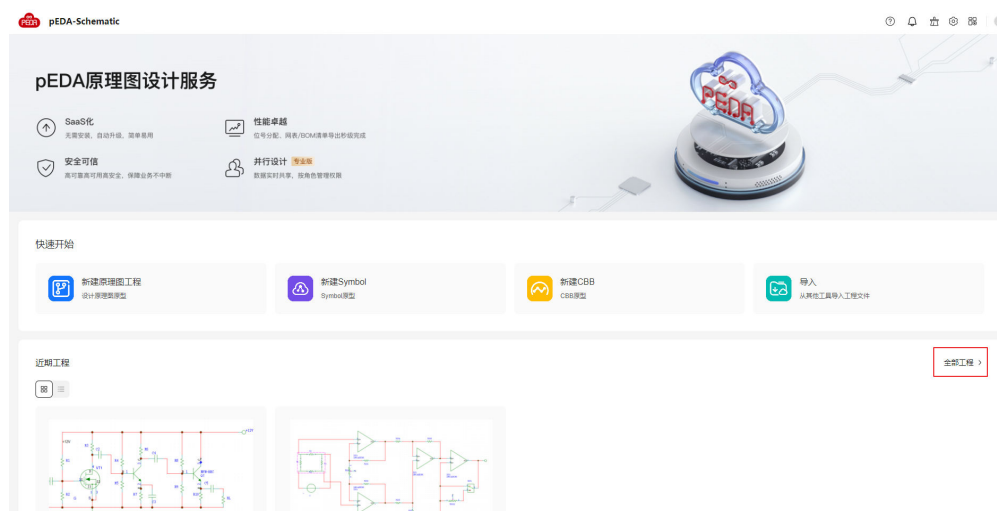 PEDA pEDA-Schematic
pEDA原理图设计服务
SaaS化
无需安装，自动升级，简单易用
性能卓越
位号分配、网表/BOM清单导出秒级完成
安全可信
高可靠高可用高安全，保障业务不中断
并行设计 专业版
数据实时共享，按角色管理权限
PEDA
快速开始
新建原理图工程
设计原理图原型
新建Symbol
Symbol原型
新建CBB
CBB原型
导入
从其他工具导入工程文件
近期工程
全部工程